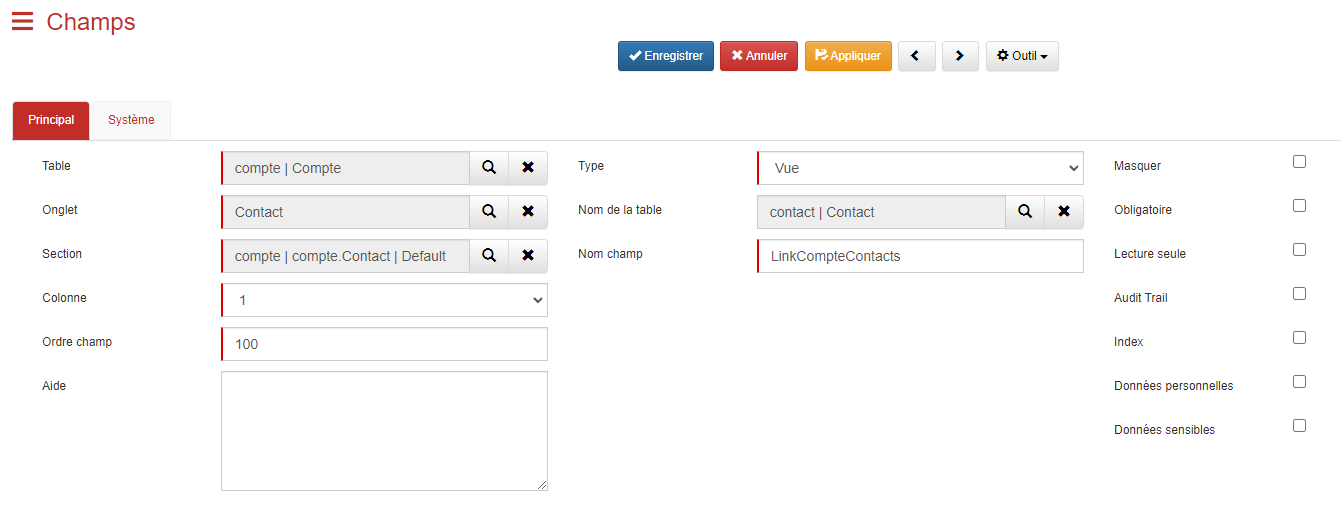 Champs
Enregistrer
Annuler
Appliquer
Outil
Principal
Système
Table
compte | Compte
Onglet
Contact
Section
compte | compte.Contact | Default
Colonne
1
Ordre champ
100
Aide
Type
Vue
Nom de la table
contact | Contact
Nom champ
LinkCompteContacts
Masquer
Obligatoire
Lecture seule
Audit Trail
Index
Données personnelles
Données sensibles